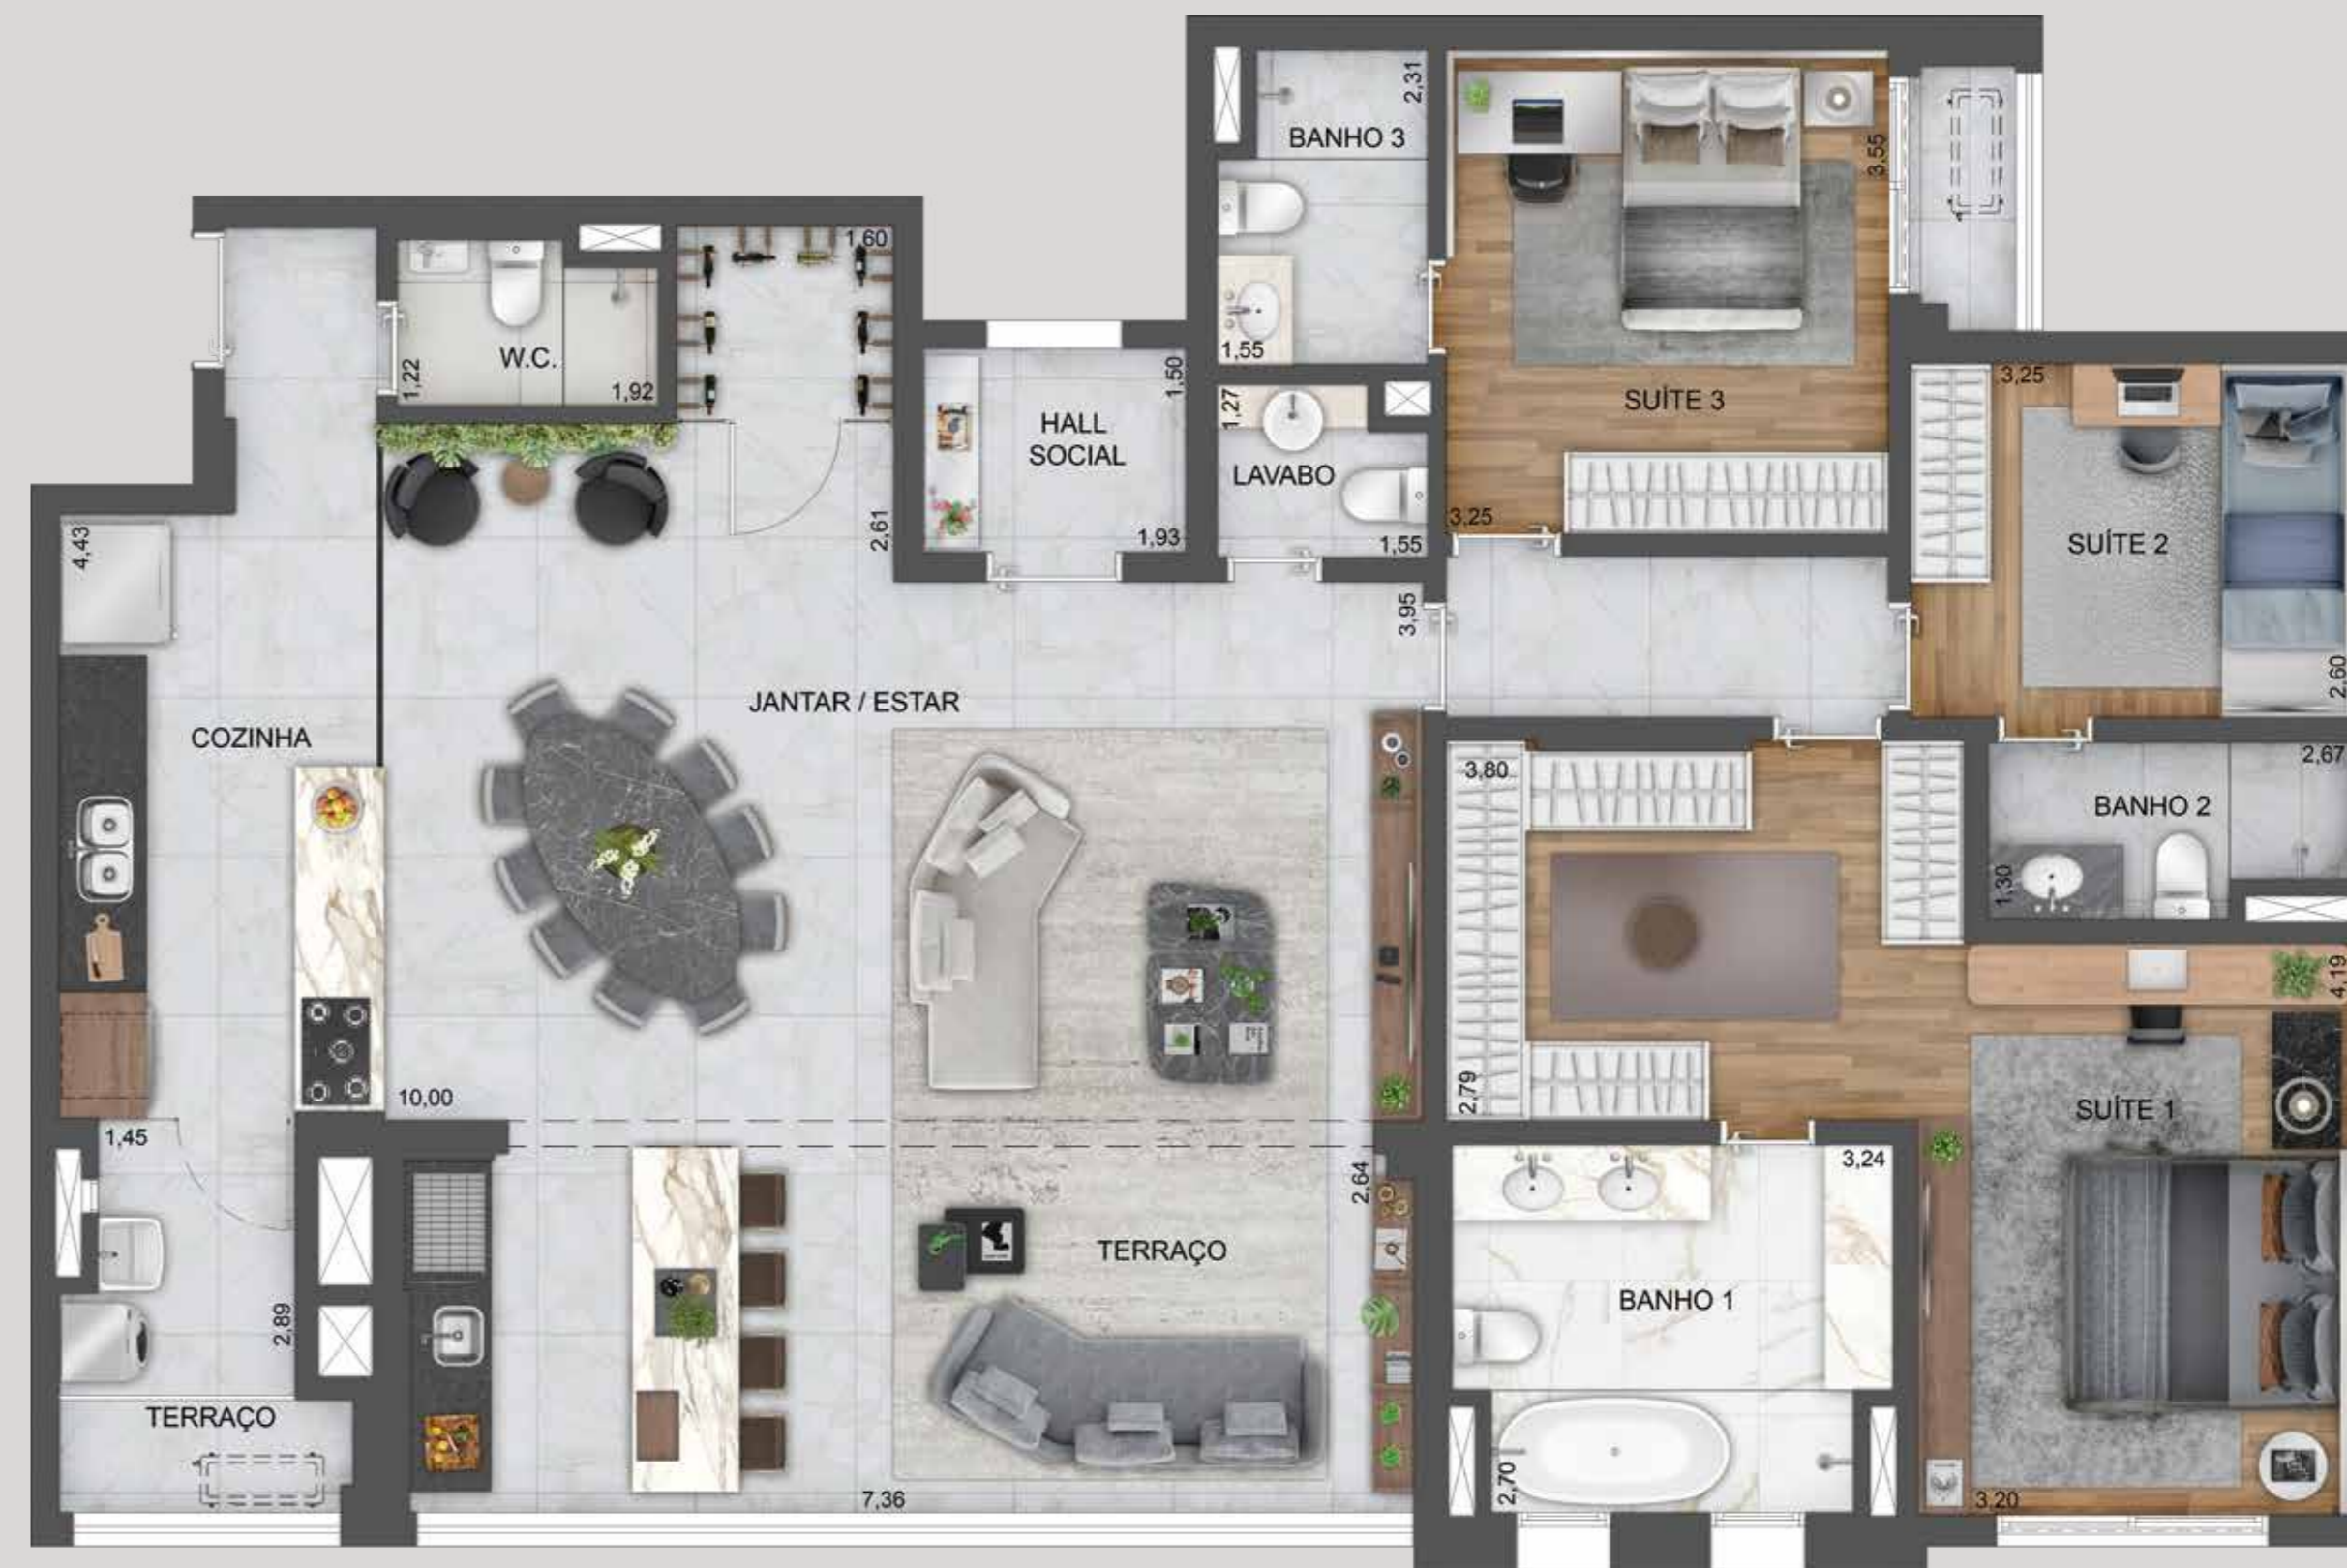 2,31
BANHO 3
3,55
1,55
1,60
W.C.
1,22
1,92
1,50
HALL
SOCIAL
1,93
1,27
LAVABO
1,55
SUÍTE 3
3,25
3,25
SUÍTE 2
2,60
4,43
2,61
3,95
JANTAR / ESTAR
COZINHA
3,80
2,67
BANHO 2
1,30
4,19
2,79
10,00
1,45
SUÍTE 1
3,24
2,64
TERRAÇO
BANHO 1
2,89
TERRAÇO
2,70
7,36
3,20